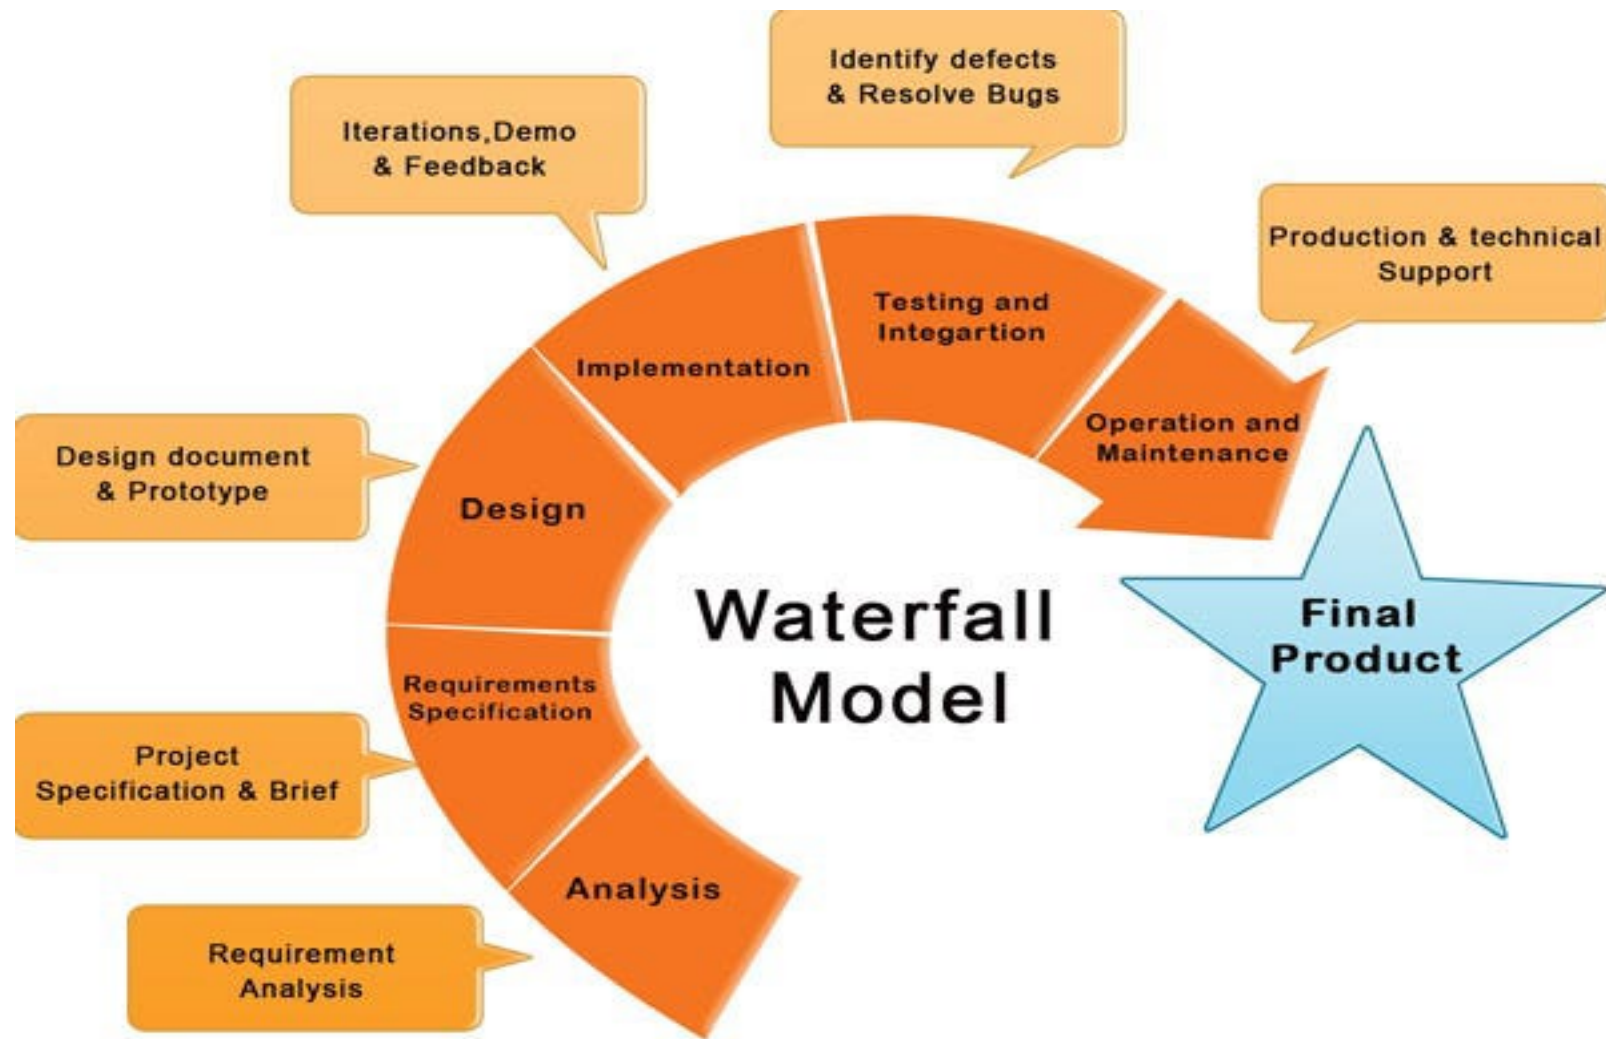 Identify defects
& Resolve Bugs
Iterations,Demo
& Feedback
Production & technical
Support
Testing and
Integartion
Implementation
Operation and
Maintenance
Design document
& Prototype
Design
Waterfall
Model
Final
Product
Requirements
Specification
Project
Specification & Brief
Analysis
Requirement
Analysis